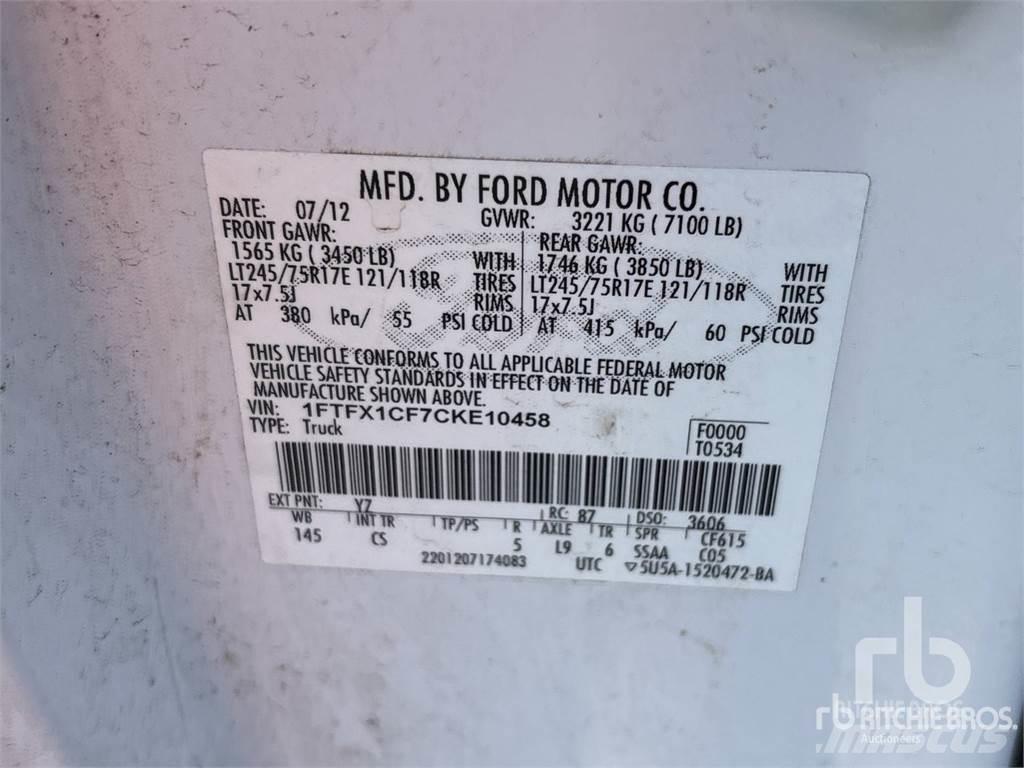 MFD. BY FORD MOTOR CO.
DATE: 07/12 GVWR: 3221 KG ( 7100 LB)
FRONT GAWR: REAR GAWR:
1565 KG ( 3450 LB) WITH 1746 KG ( 3850 LB) WITH
LT245/75R17E 121/118R TIRES LT245/75R17E 121/118R TIRES
17x7.5J RIMS 17x7.5J RIMS
AT 380 kPa/ 55 PSI COLD AT 415 kPa/ 60 PSI COLD
THIS VEHICLE CONFORMS TO ALL APPLICABLE FEDERAL MOTOR
VEHICLE SAFETY STANDARDS IN EFFECT ON THE DATE OF
MANUFACTURE SHOWN ABOVE.
VIN: 1FTFX1CF7CKE10458
TYPE: Truck
F0000
T0534
EXT PNT: YZ RC: 87 DSO: 3606
WB INT TR TP/PS R AXLE TR SPR CF615
145 CS 5 L9 6 SSAA C05
2201207174083 UTC ▽5U5A-1520472-BA
rb
rb RITCHIE BROS.
Auctioneers
Mascus